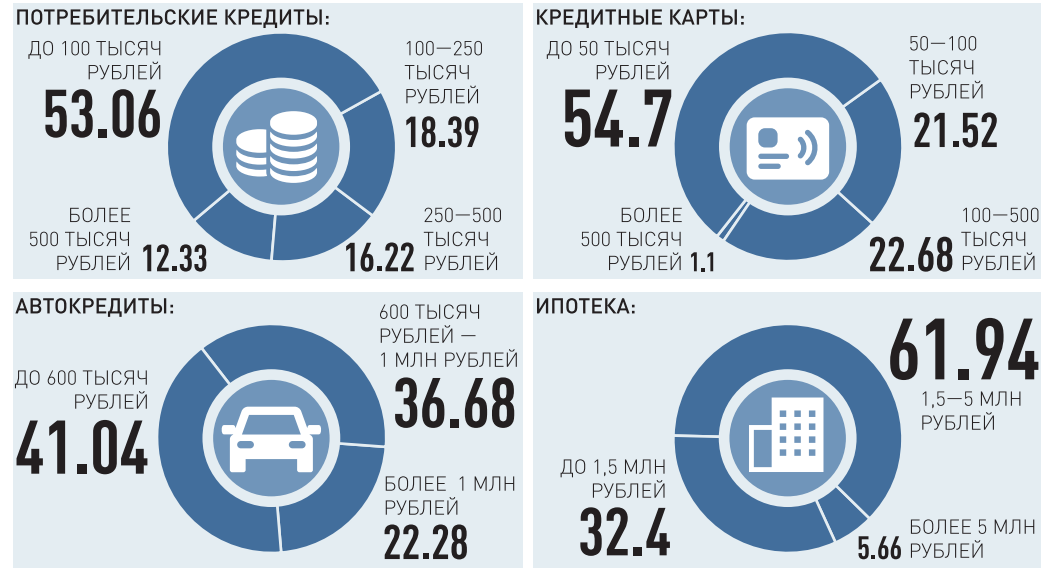 ПОТРЕБИТЕЛЬСКИЕ КРЕДИТЫ:
ДО 100 ТЫСЯЧ
РУБЛЕЙ
53.06
100—250
ТЫСЯЧ
РУБЛЕЙ
18.39
БОЛЕЕ
500 ТЫСЯЧ
РУБЛЕЙ 12.33
250—500
ТЫСЯЧ
16.22 РУБЛЕЙ
КРЕДИТНЫЕ КАРТЫ:
ДО 50 ТЫСЯЧ
РУБЛЕЙ
54.7
50—100
ТЫСЯЧ
РУБЛЕЙ
21.52
БОЛЕЕ
500 ТЫСЯЧ
РУБЛЕЙ 1.1
100—500
ТЫСЯЧ
22.68 РУБЛЕЙ
АВТОКРЕДИТЫ:
600 ТЫСЯЧ
РУБЛЕЙ —
1 МЛН РУБЛЕЙ
36.68
ДО 600 ТЫСЯЧ
РУБЛЕЙ
41.04
БОЛЕЕ 1 МЛН
РУБЛЕЙ
22.28
ИПОТЕКА:
61.94
1,5—5 МЛН
РУБЛЕЙ
ДО 1,5 МЛН
РУБЛЕЙ
32.4
БОЛЕЕ 5 МЛН
5.66 РУБЛЕЙ